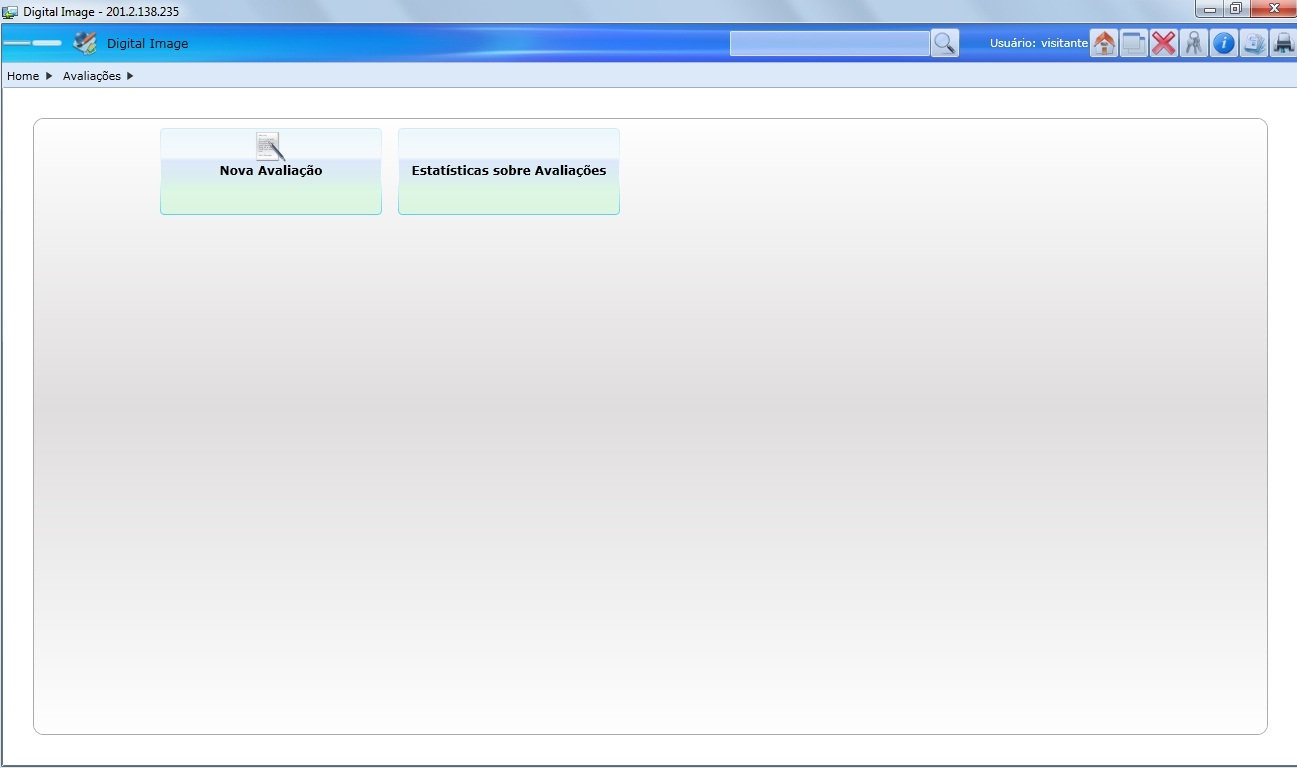 Digital Image - 201.2.138.235
Digital Image
Usuário: visitante
Home Avaliações
Nova Avaliação
Estatísticas sobre Avaliações